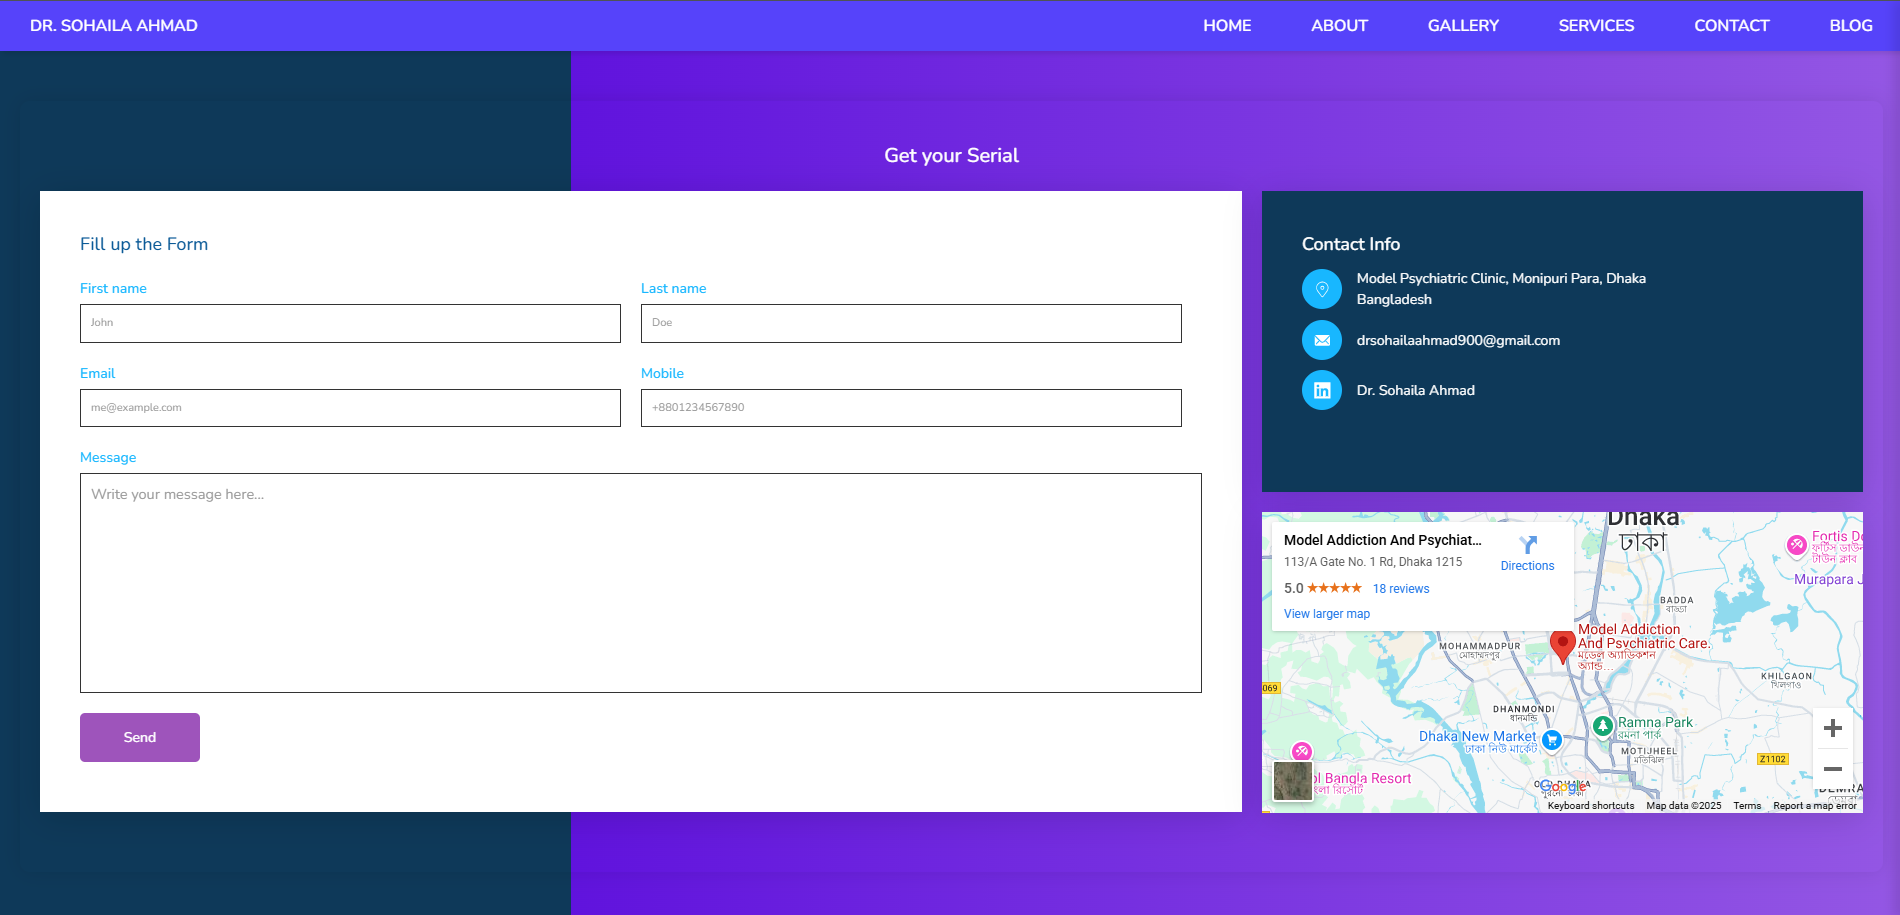 DR. SOHAILA AHMAD
HOME
ABOUT
GALLERY
SERVICES
CONTACT
BLOG
Get your Serial
Fill up the Form
First name
Last name
John
Doe
Email
Mobile
me@example.com
+8801234567890
Message
Write your message here...
Send
Contact Info
Model Psychiatric Clinic, Monipuri Para, Dhaka
Bangladesh
drsohailaahmad900@gmail.com
Dr. Sohaila Ahmad
Dhaka
ঢাকা
Model Addiction And Psychiat...
113/A Gate No. 1 Rd, Dhaka 1215
5.0
18 reviews
View larger map
Directions
Fortis
ফর্টিস
টাউন ক্লাব
Murapara
BADDA
বাড্ডা
Model Addiction
And Psychiatric Care.
মডেল অ্যাডিকশন
অ্যান্ড...
MOHAMMADPUR
মোহাম্মদপুর
069
KHILGAON
খিলগাও
DHANMONDI
ধানমন্ডি
Ramna Park
রমনা পার্ক
Dhaka New Market
ঢাকা নিউ মার্কেট
MOTIJHEEL
মতিঝিল
Z1102
Bangla Resort
রিসোর্ট
Google
Keyboard shortcuts
Map data ©2025
Terms
Report a map error